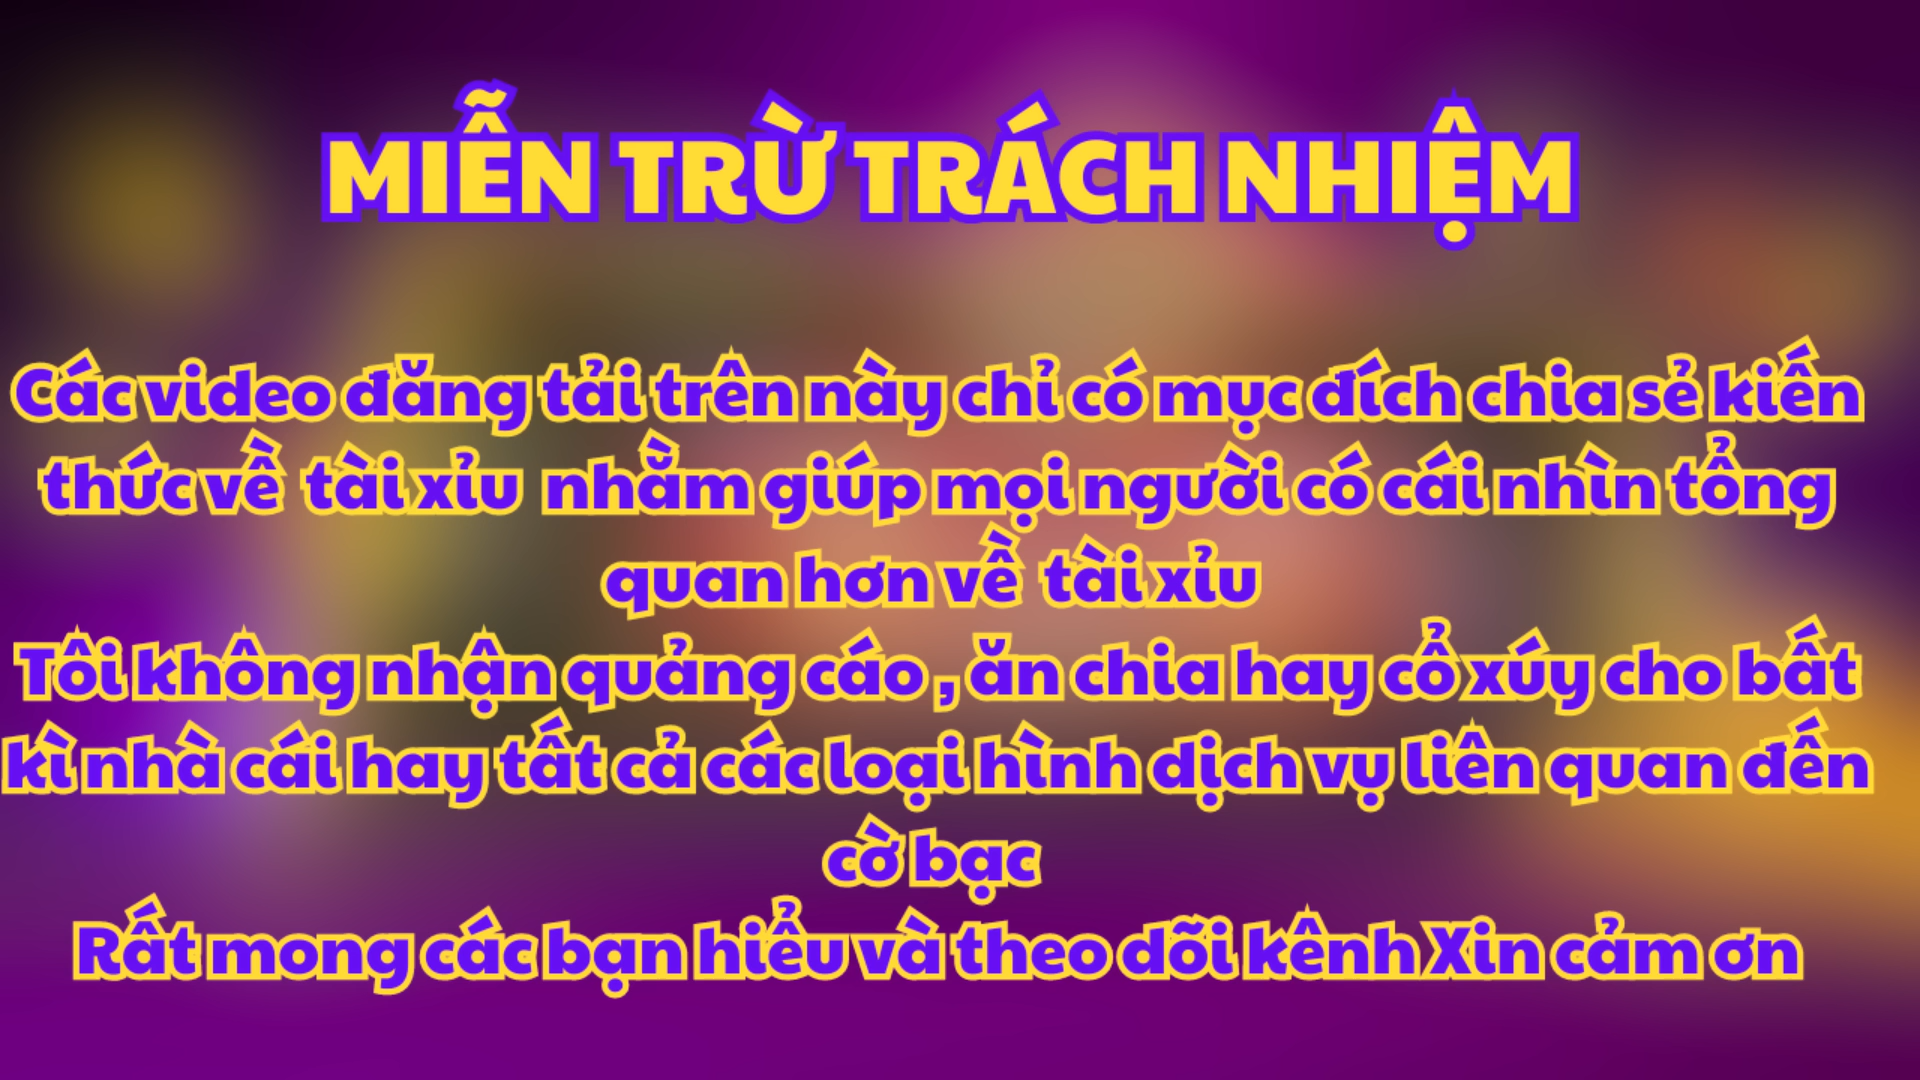 MIỄN TRỪ TRÁCH NHIỆM
Các video đăng tải trên này chỉ có mục đích chia sẻ kiến
thức về tài xỉu nhằm giúp mọi người có cái nhìn tổng
quan hơn về tài xỉu
Tôi không nhận quảng cáo , ăn chia hay cổ xúy cho bất
kì nhà cái hay tất cả các loại hình dịch vụ liên quan đến
cờ bạc
Rất mong các bạn hiểu và theo dõi kênh Xin cảm ơn